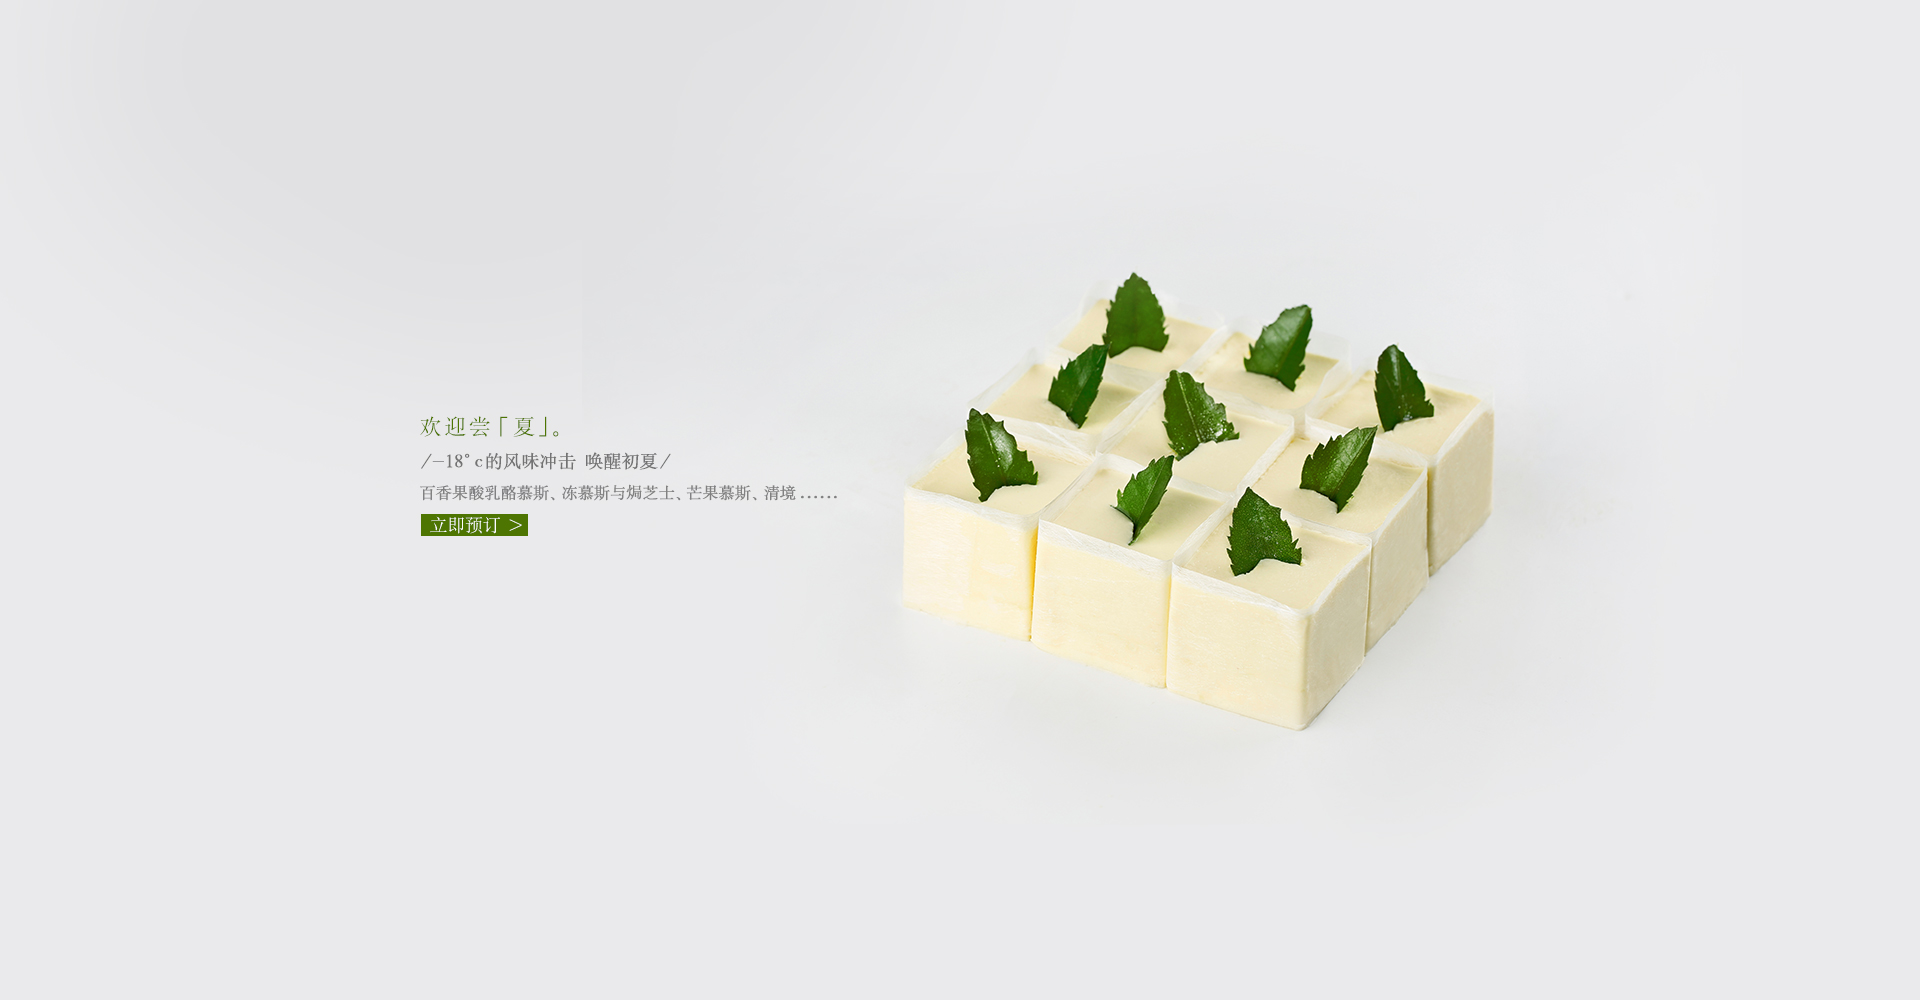 欢迎尝「夏」。
/—18°c的风味冲击 唤醒初夏/
百香果酸乳酪慕斯、冻慕斯与焗芝士、芒果慕斯、清境......
立即预订 >